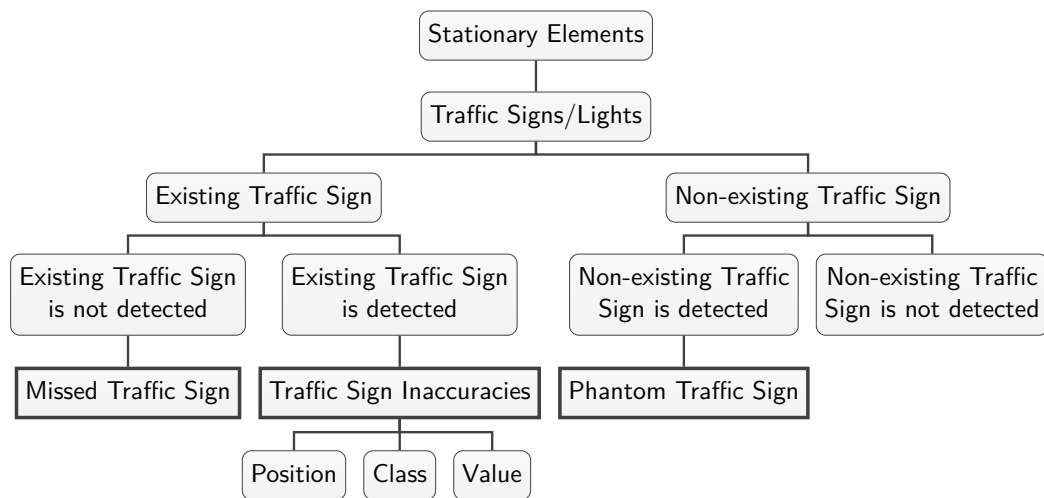 Stationary Elements
Traffic Signs/Lights
Existing Traffic Sign
Non-existing Traffic Sign
Existing Traffic Sign
is not detected
Existing Traffic Sign
is detected
Non-existing Traffic
Sign is detected
Non-existing Traffic
Sign is not detected
Missed Traffic Sign
Traffic Sign Inaccuracies
Phantom Traffic Sign
Position
Class
Value